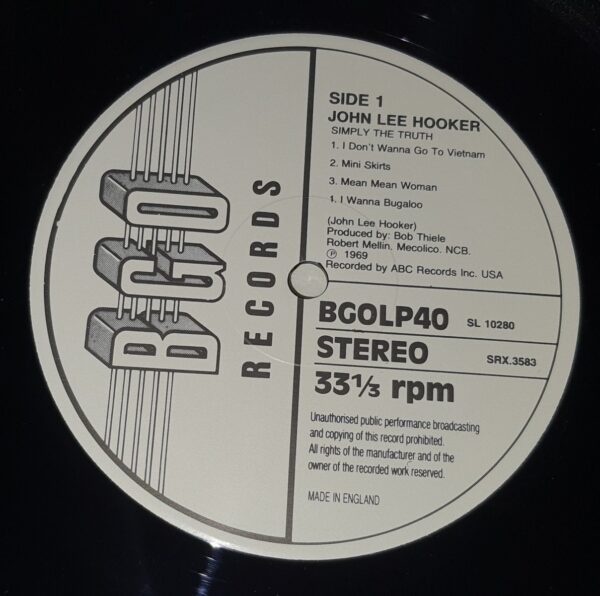 BGO
RECORDS
SIDE 1
JOHN LEE HOOKER
SIMPLY THE TRUTH
1. I Don't Wanna Go To Vietnam
2. Mini Skirts
3. Mean Mean Woman
1. I Wanna Bugaloo
(John Lee Hooker)
Produced by: Bob Thiele
Robert Mellin, Mecolico. NCB.
℗ 1969
Recorded by ABC Records Inc. USA
BGOLP40 SL 10280
STEREO SRX.3583
33⅓ rpm
Unauthorised public performance broadcasting
and copying of this record prohibited.
All rights of the manufacturer and of the
owner of the recorded work reserved.
MADE IN ENGLAND